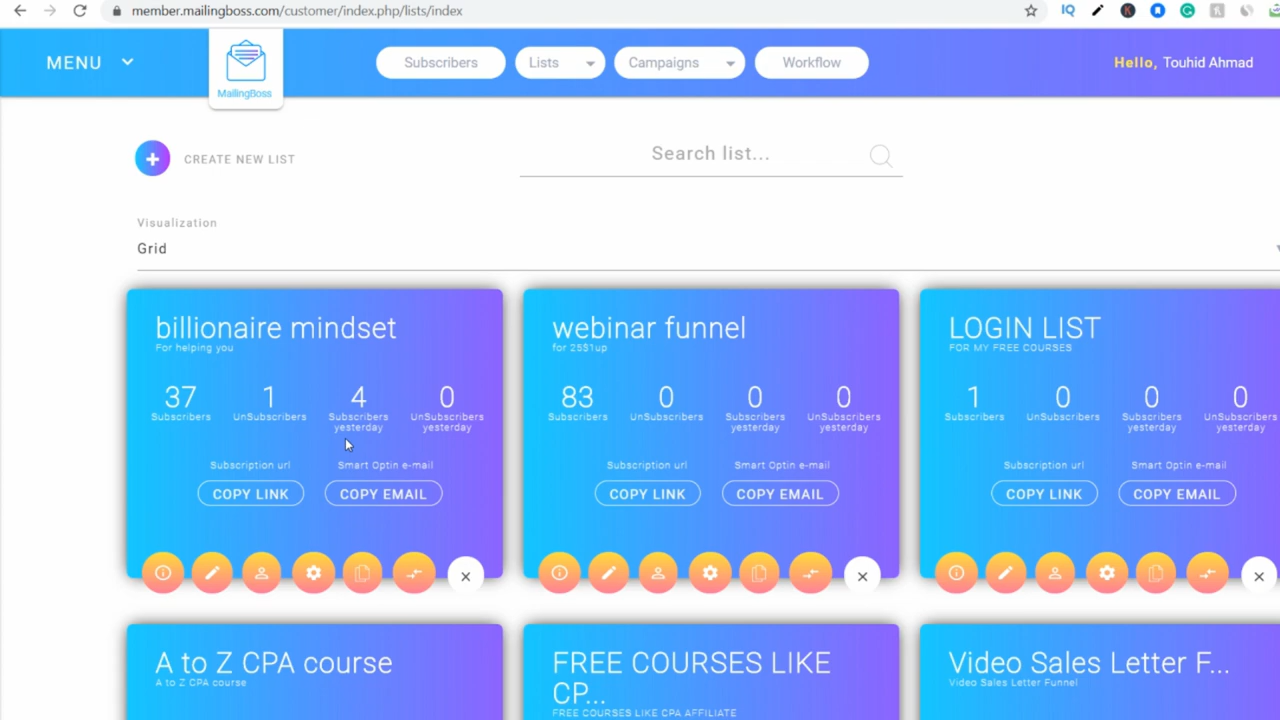 member.mailingboss.com/customer/index.php/lists/index
IQ
K
MENU
MailingBoss
Subscribers
Lists
Campaigns
Workflow
Hello, Touhid Ahmad
CREATE NEW LIST
Search list...
Visualization
Grid
billionaire mindset
For helping you
37
Subscribers
1
UnSubscribers
4
Subscribers
yesterday
0
UnSubscribers
yesterday
Subscription url
COPY LINK
Smart Optin e-mail
COPY EMAIL
webinar funnel
for 25$1up
83
Subscribers
0
UnSubscribers
0
Subscribers
yesterday
0
UnSubscribers
yesterday
Subscription url
COPY LINK
Smart Optin e-mail
COPY EMAIL
LOGIN LIST
FOR MY FREE COURSES
1
Subscribers
0
UnSubscribers
0
Subscribers
yesterday
0
UnSubscribers
yesterday
Subscription url
COPY LINK
Smart Optin e-mail
COPY EMAIL
A to Z CPA course
A to Z CPA course
FREE COURSES LIKE
CP...
FREE COURSES LIKE CPA AFFILIATE
Video Sales Letter F...
Video Sales Letter Funnel